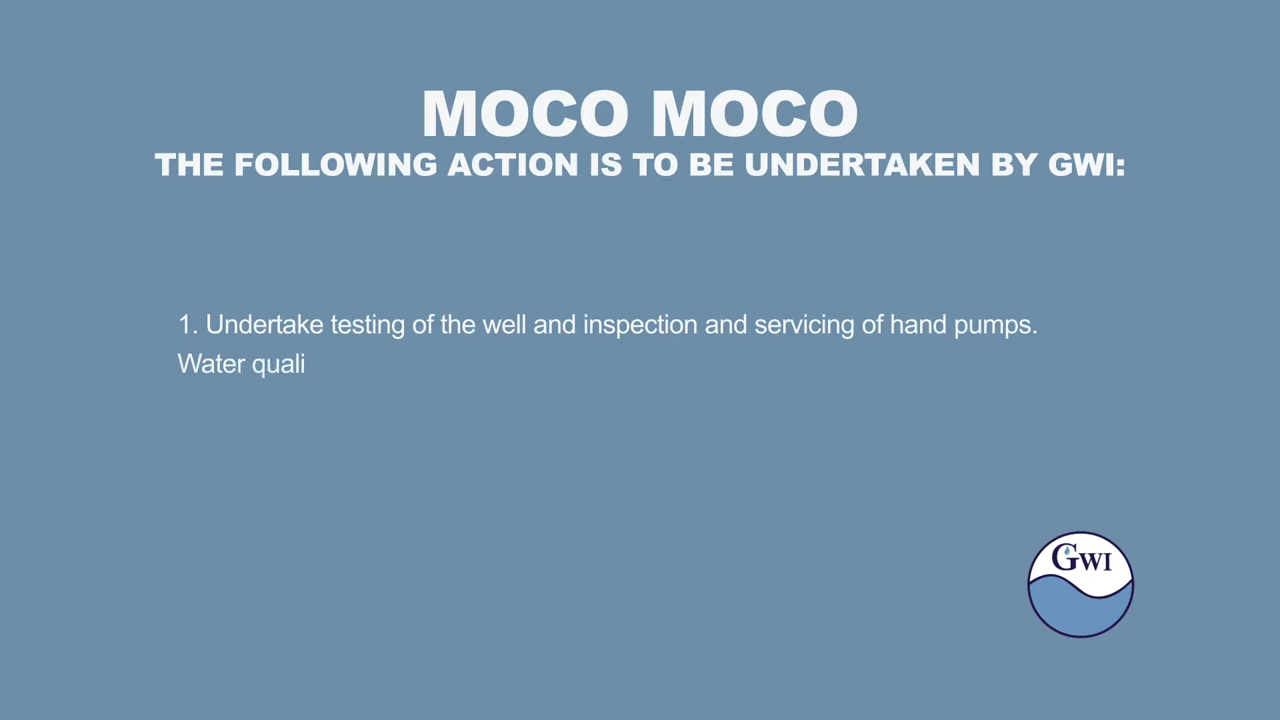 MOCO MOCO
THE FOLLOWING ACTION IS TO BE UNDERTAKEN BY GWI:
1. Undertake testing of the well and inspection and servicing of hand pumps.
Water quali
GWI